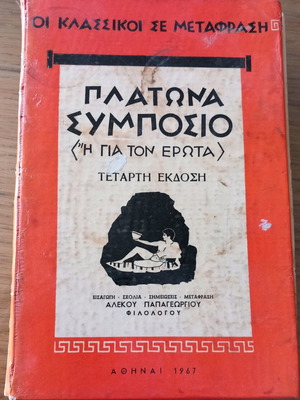 ΟΙ ΚΛΑΣΣΙΚΟΙ ΣΕ ΜΕΤΑΦΡΑΣΗ
ΠΛΑΤΩΝΑ
ΣΥΜΠΟΣΙΟ
〈Ἢ ΓΙΑ ΤΟΝ ΕΡΩΤΑ〉
ΤΕΤΑΡΤΗ ΕΚΔΟΣΗ
ΕΙΣΑΓΩΓΗ - ΣΧΟΛΙΑ - ΣΗΜΕΙΩΣΕΙΣ - ΜΕΤΑΦΡΑΣΗ
ΑΛΕΚΟΥ ΠΑΠΑΓΕΩΡΓΙΟΥ
ΦΙΛΟΛΟΓΟΥ
ΑΘΗΝΑΙ 1967